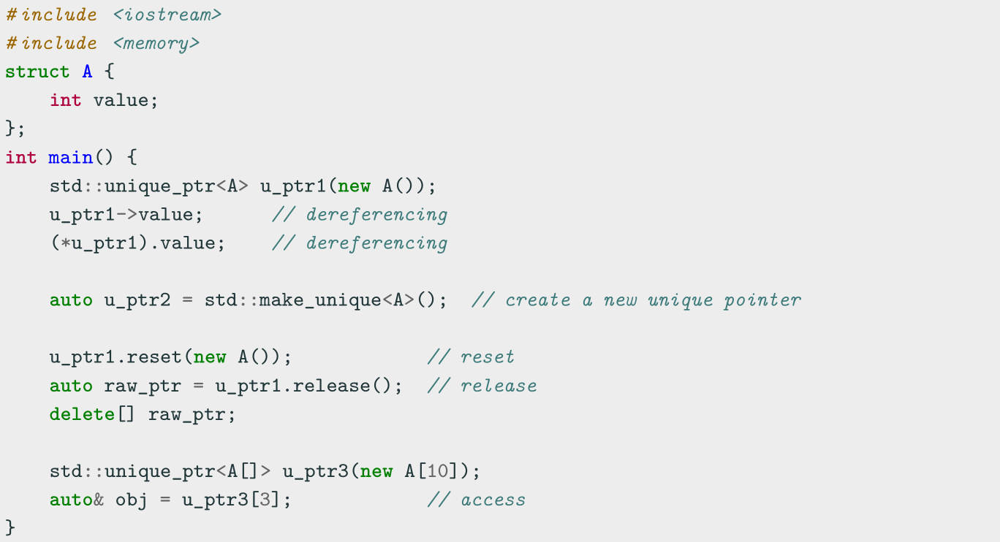 #include <iostream>
#include <memory>
struct A {
    int value;
};
int main() {
    std::unique_ptr<A> u_ptr1(new A());
    u_ptr1->value;      // dereferencing
    (*u_ptr1).value;    // dereferencing

    auto u_ptr2 = std::make_unique<A>();  // create a new unique pointer

    u_ptr1.reset(new A());            // reset
    auto raw_ptr = u_ptr1.release();  // release
    delete[] raw_ptr;

    std::unique_ptr<A[]> u_ptr3(new A[10]);
    auto& obj = u_ptr3[3];            // access
}